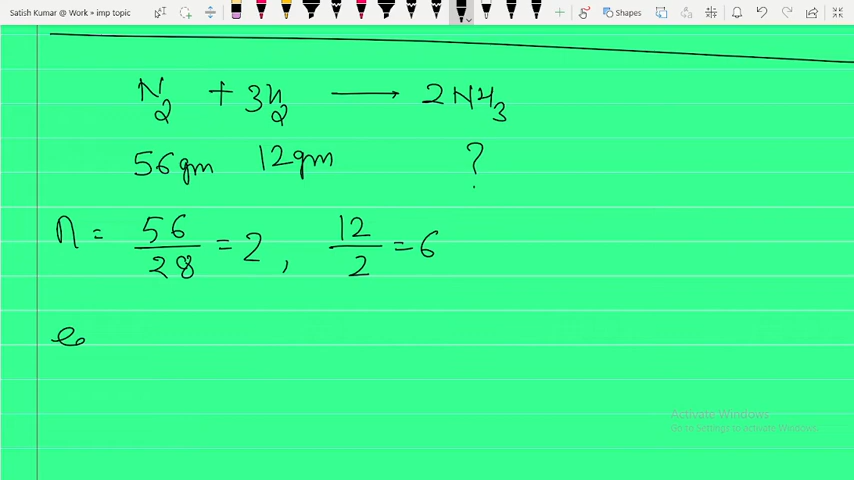 Satish Kumar @ Work » imp topic
Shapes
N2 + 3H2 ⟶ 2NH3
56gm 12gm ?
n = 56/28 = 2, 12/2 = 6
Activate Windows
Go to Settings to activate Windows.